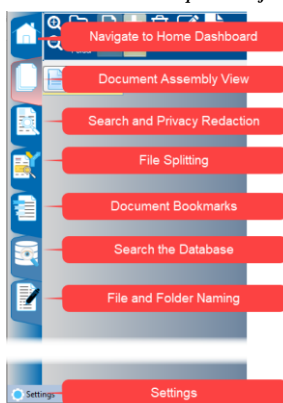 Navigate to Home Dashboard
Document Assembly View
Search and Privacy Redaction
File Splitting
Document Bookmarks
Search the Database
File and Folder Naming
Settings
Settings